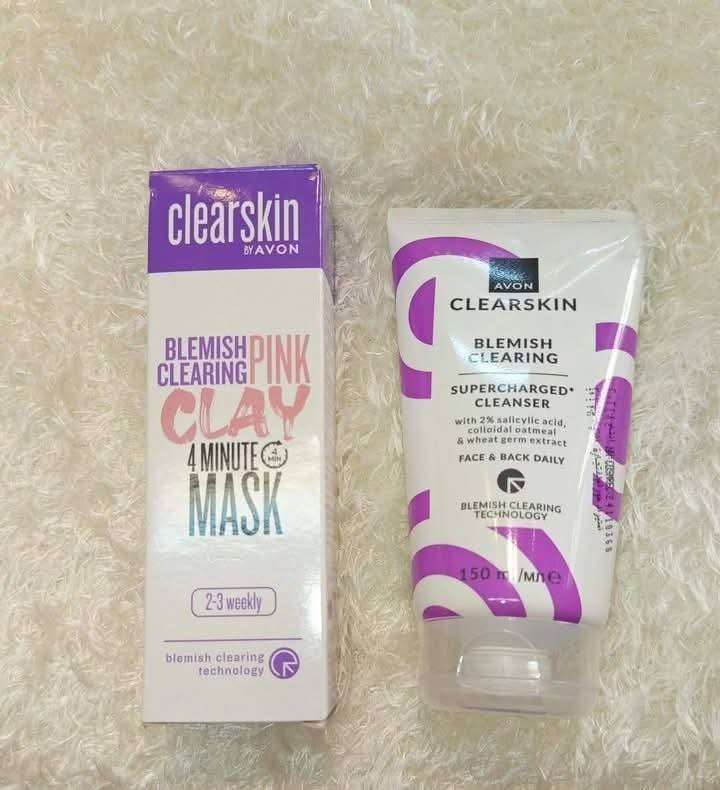 clearskin
BY AVON
BLEMISH
CLEARING
PINK
CLAY
4 MINUTE
4
MIN
MASK
2-3 weekly
blemish clearing
technology
AVON
CLEARSKIN
BLEMISH
CLEARING
SUPERCHARGED*
CLEANSER
with 2% salicylic acid,
colloidal oatmeal
& wheat germ extract
FACE & BACK DAILY
BLEMISH CLEARING
TECHNOLOGY
150 ml/мл℮